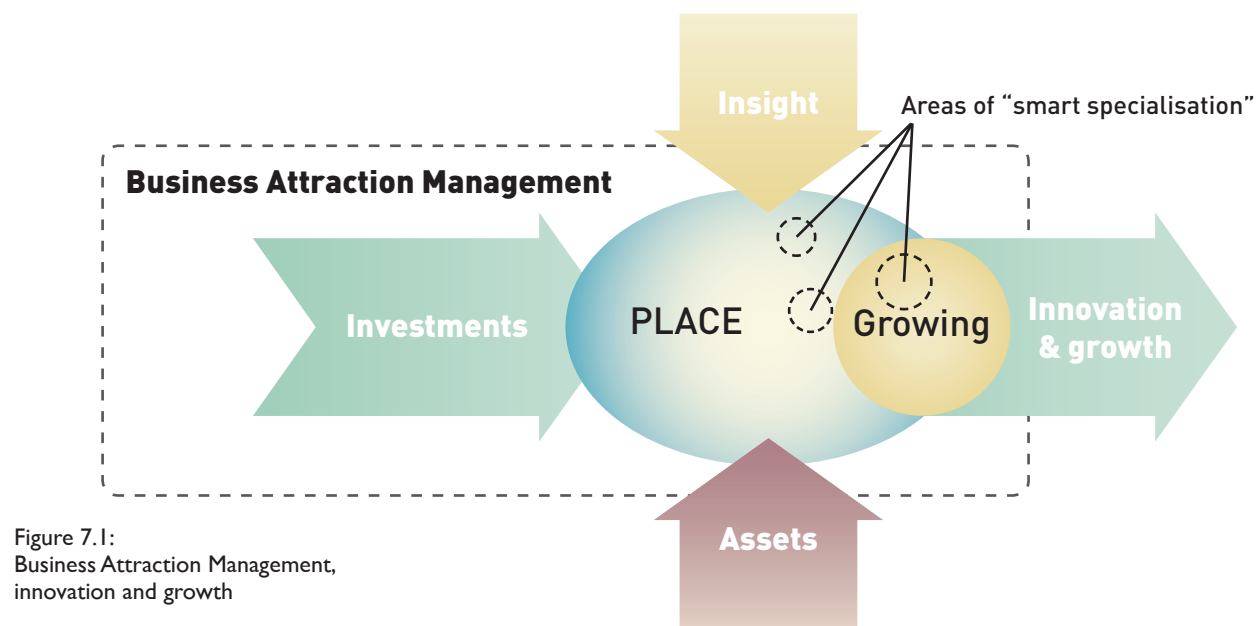 Insight
Areas of “smart specialisation”
Business Attraction Management
Investments
PLACE
Growing
Innovation
& growth
Assets
Figure 7.1:
Business Attraction Management,
innovation and growth